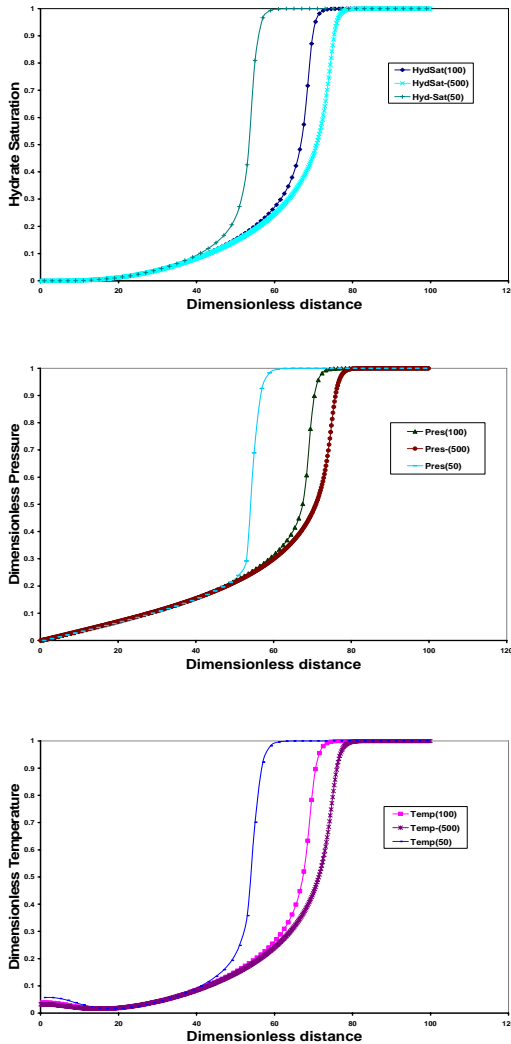 Hydrate Saturation
1
0.9
0.8
0.7
0.6
0.5
0.4
0.3
0.2
0.1
0
HydSat(100)
HydSat-(500)
Hyd-Sat(50)
0 20 40 60 80 100 120
Dimensionless distance
Dimensionless Pressure
1
0.9
0.8
0.7
0.6
0.5
0.4
0.3
0.2
0.1
0
Pres(100)
Pres-(500)
Pres(50)
0 20 40 60 80 100 120
Dimensionless distance
Dimensionless Temperature
1
0.9
0.8
0.7
0.6
0.5
0.4
0.3
0.2
0.1
0
Temp(100)
Temp-(500)
Temp(50)
0 20 40 60 80 100 120
Dimensionless distance